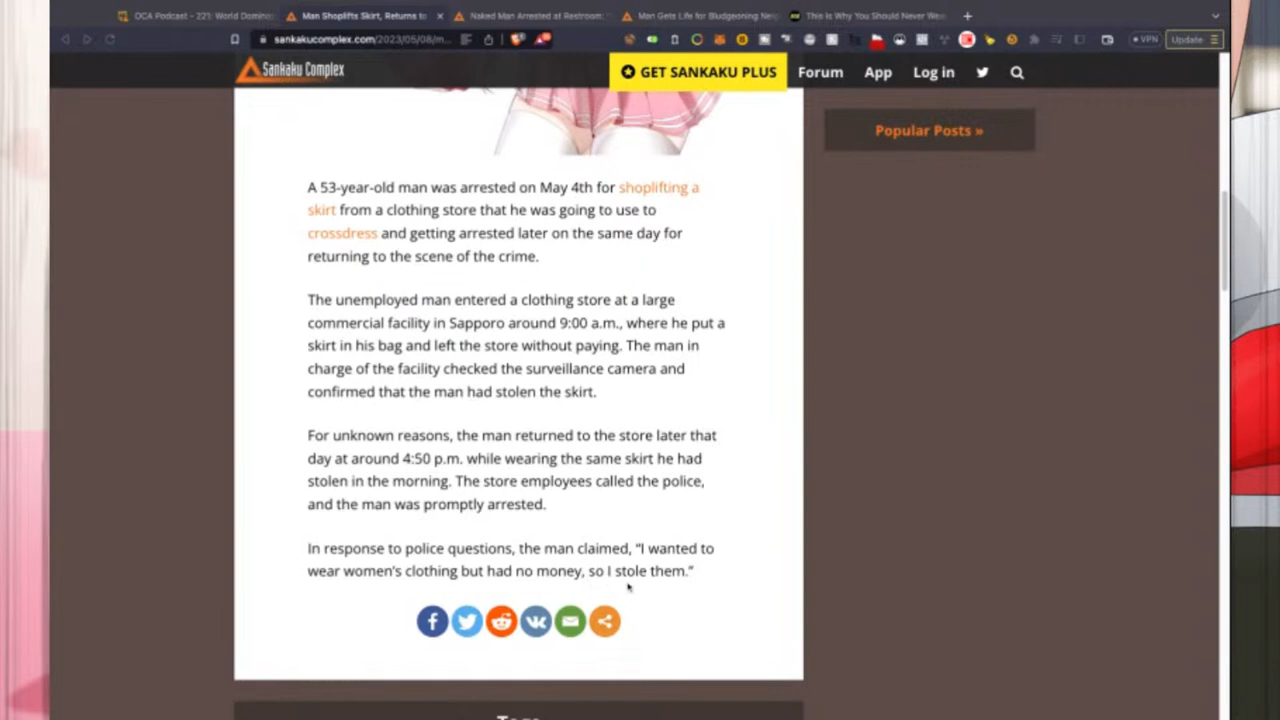 OCA Podcast - 221: World Domina
Man Shoplifts Skirt, Returns to
Naked Man Arrested at Restroom:
Man Gets Life for Bludgeoning Nei
This Is Why You Should Never Wea
sankakucomplex.com/2023/05/08/m...
VPN
Update
Sankaku Complex
GET SANKAKU PLUS
Forum
App
Log in
Popular Posts »
A 53-year-old man was arrested on May 4th for shoplifting a
skirt from a clothing store that he was going to use to
crossdress and getting arrested later on the same day for
returning to the scene of the crime.
The unemployed man entered a clothing store at a large
commercial facility in Sapporo around 9:00 a.m., where he put a
skirt in his bag and left the store without paying. The man in
charge of the facility checked the surveillance camera and
confirmed that the man had stolen the skirt.
For unknown reasons, the man returned to the store later that
day at around 4:50 p.m. while wearing the same skirt he had
stolen in the morning. The store employees called the police,
and the man was promptly arrested.
In response to police questions, the man claimed, “I wanted to
wear women’s clothing but had no money, so I stole them.”